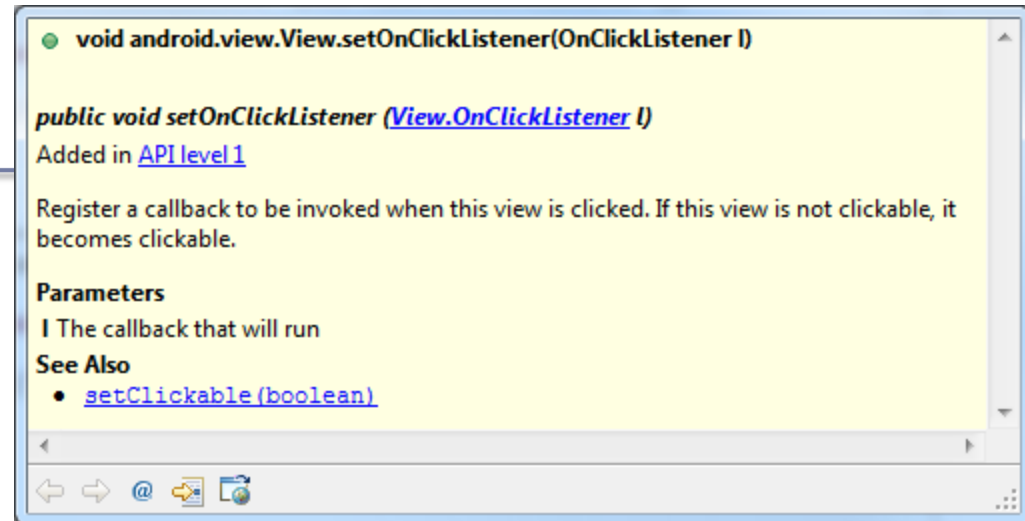 void android.view.View.setOnClickListener(OnClickListener l)
public void setOnClickListener (View.OnClickListener l)
Added in API level 1
Register a callback to be invoked when this view is clicked. If this view is not clickable, it
becomes clickable.
Parameters
l The callback that will run
See Also
• setClickable(boolean)
@